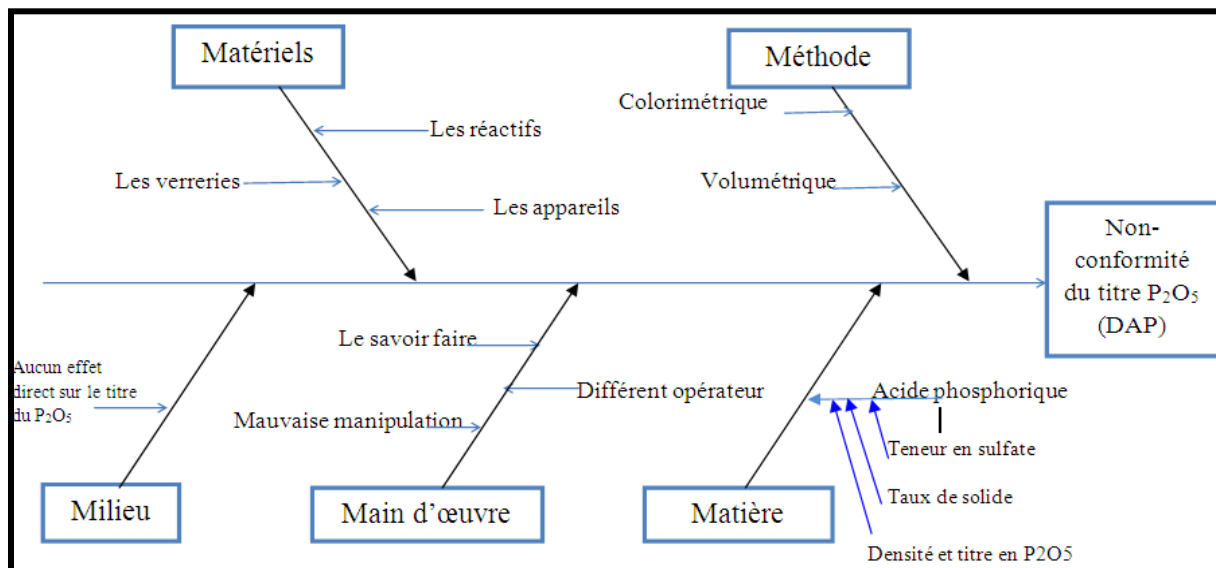 Matériels
Méthode
Colorimétrique
Les réactifs
Les verreries
Volumétrique
Les appareils
Non-
conformité
du titre P₂O₅
(DAP)
Le savoir faire
Aucun effet
direct sur le titre
du P₂O₅
Différent opérateur
Acide phosphorique
Mauvaise manipulation
Teneur en sulfate
Taux de solide
Densité et titre en P2O5
Milieu
Main d'œuvre
Matière